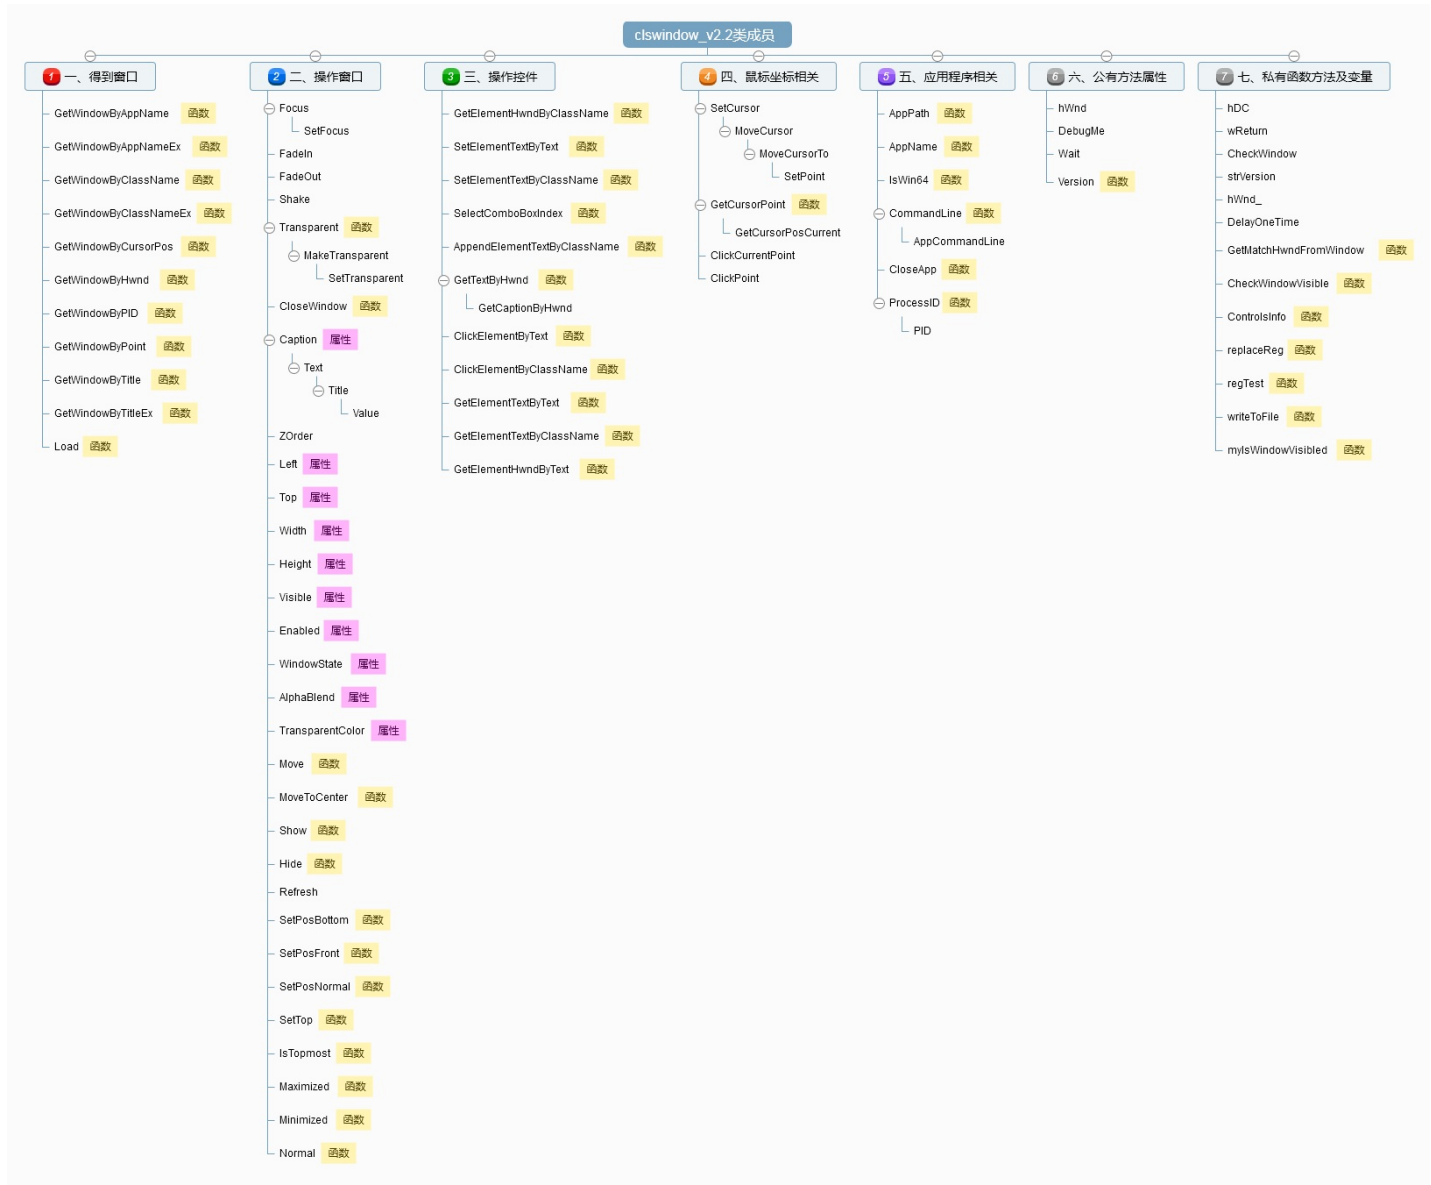 clswindow_v2.2类成员
1 一、得到窗口
GetWindowByAppName 函数
GetWindowByAppNameEx 函数
GetWindowByClassName 函数
GetWindowByClassNameEx 函数
GetWindowByCursorPos 函数
GetWindowByHwnd 函数
GetWindowByPID 函数
GetWindowByPoint 函数
GetWindowByTitle 函数
GetWindowByTitleEx 函数
Load 函数
2 二、操作窗口
Focus
SetFocus
FadeIn
FadeOut
Shake
Transparent 函数
MakeTransparent
SetTransparent
CloseWindow 函数
Caption 属性
Text
Title
Value
ZOrder
Left 属性
Top 属性
Width 属性
Height 属性
Visible 属性
Enabled 属性
WindowState 属性
AlphaBlend 属性
TransparentColor 属性
Move 函数
MoveToCenter 函数
Show 函数
Hide 函数
Refresh
SetPosBottom 函数
SetPosFront 函数
SetPosNormal 函数
SetTop 函数
IsTopmost 函数
Maximized 函数
Minimized 函数
Normal 函数
3 三、操作控件
GetElementHwndByClassName 函数
SetElementTextByText 函数
SetElementTextByClassName 函数
SelectComboBoxIndex 函数
AppendElementTextByClassName 函数
GetTextByHwnd 函数
GetCaptionByHwnd
ClickElementByText 函数
ClickElementByClassName 函数
GetElementTextByText 函数
GetElementTextByClassName 函数
GetElementHwndByText 函数
4 四、鼠标坐标相关
SetCursor
MoveCursor
MoveCursorTo
SetPoint
GetCursorPoint 函数
GetCursorPosCurrent
ClickCurrentPoint
ClickPoint
5 五、应用程序相关
AppPath 函数
AppName 函数
IsWin64 函数
CommandLine 函数
AppCommandLine
CloseApp 函数
ProcessID 函数
PID
6 六、公有方法属性
hWnd
DebugMe
Wait
Version 函数
7 七、私有函数方法及变量
hDC
wReturn
CheckWindow
strVersion
hWnd_
DelayOneTime
GetMatchHwndFromWindow 函数
CheckWindowVisible 函数
ControlsInfo 函数
replaceReg 函数
regTest 函数
writeToFile 函数
myIsWindowVisibled 函数